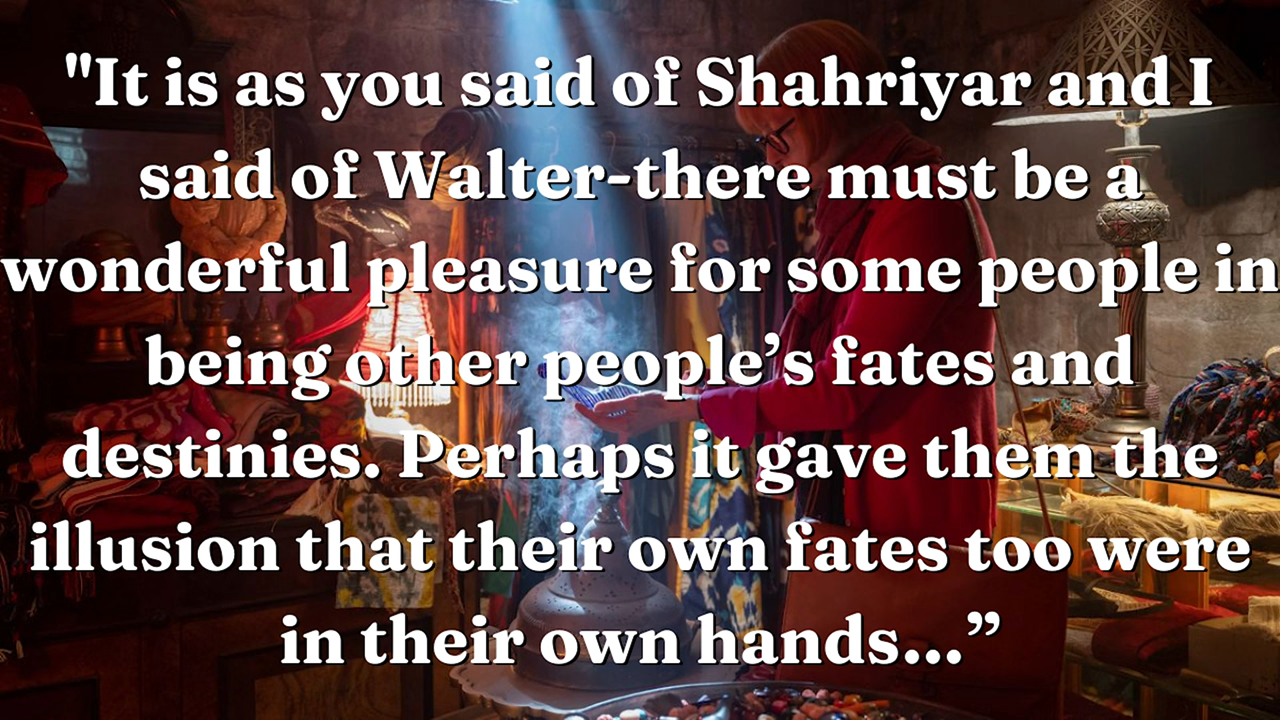 "It is as you said of Shahriyar and I
said of Walter-there must be a
wonderful pleasure for some people in
being other people’s fates and
destinies. Perhaps it gave them the
illusion that their own fates too were
in their own hands...”